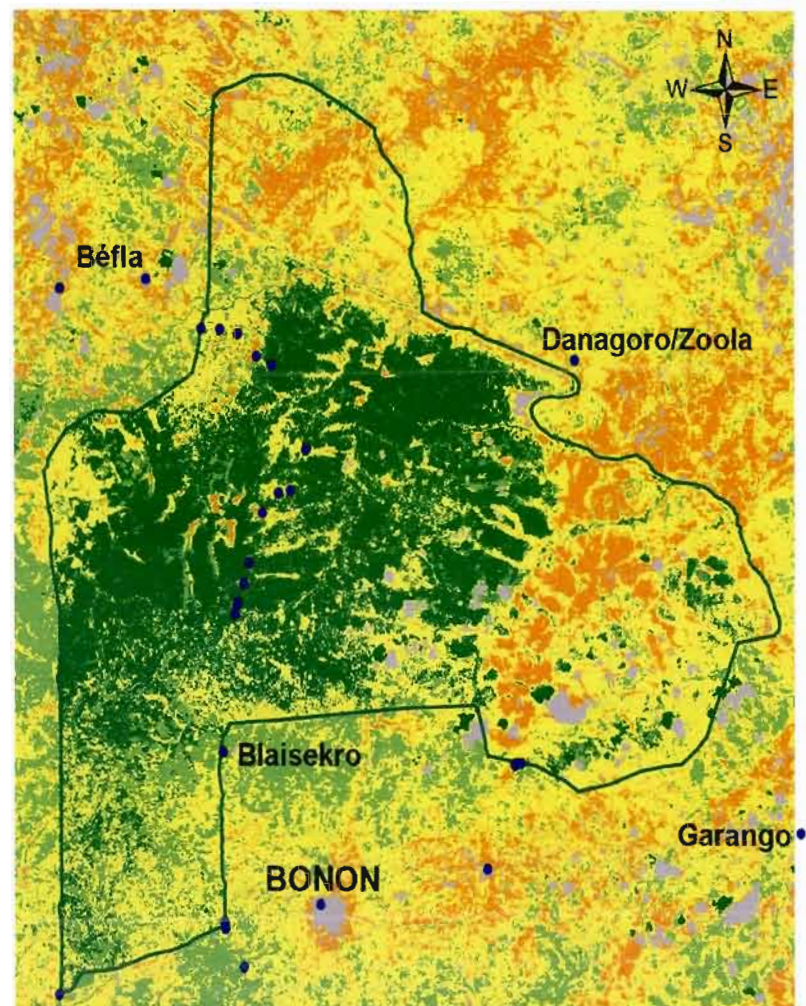 N
W E
S
Béfla
Danagoro/Zoola
Blaisekro
Garango
BONON